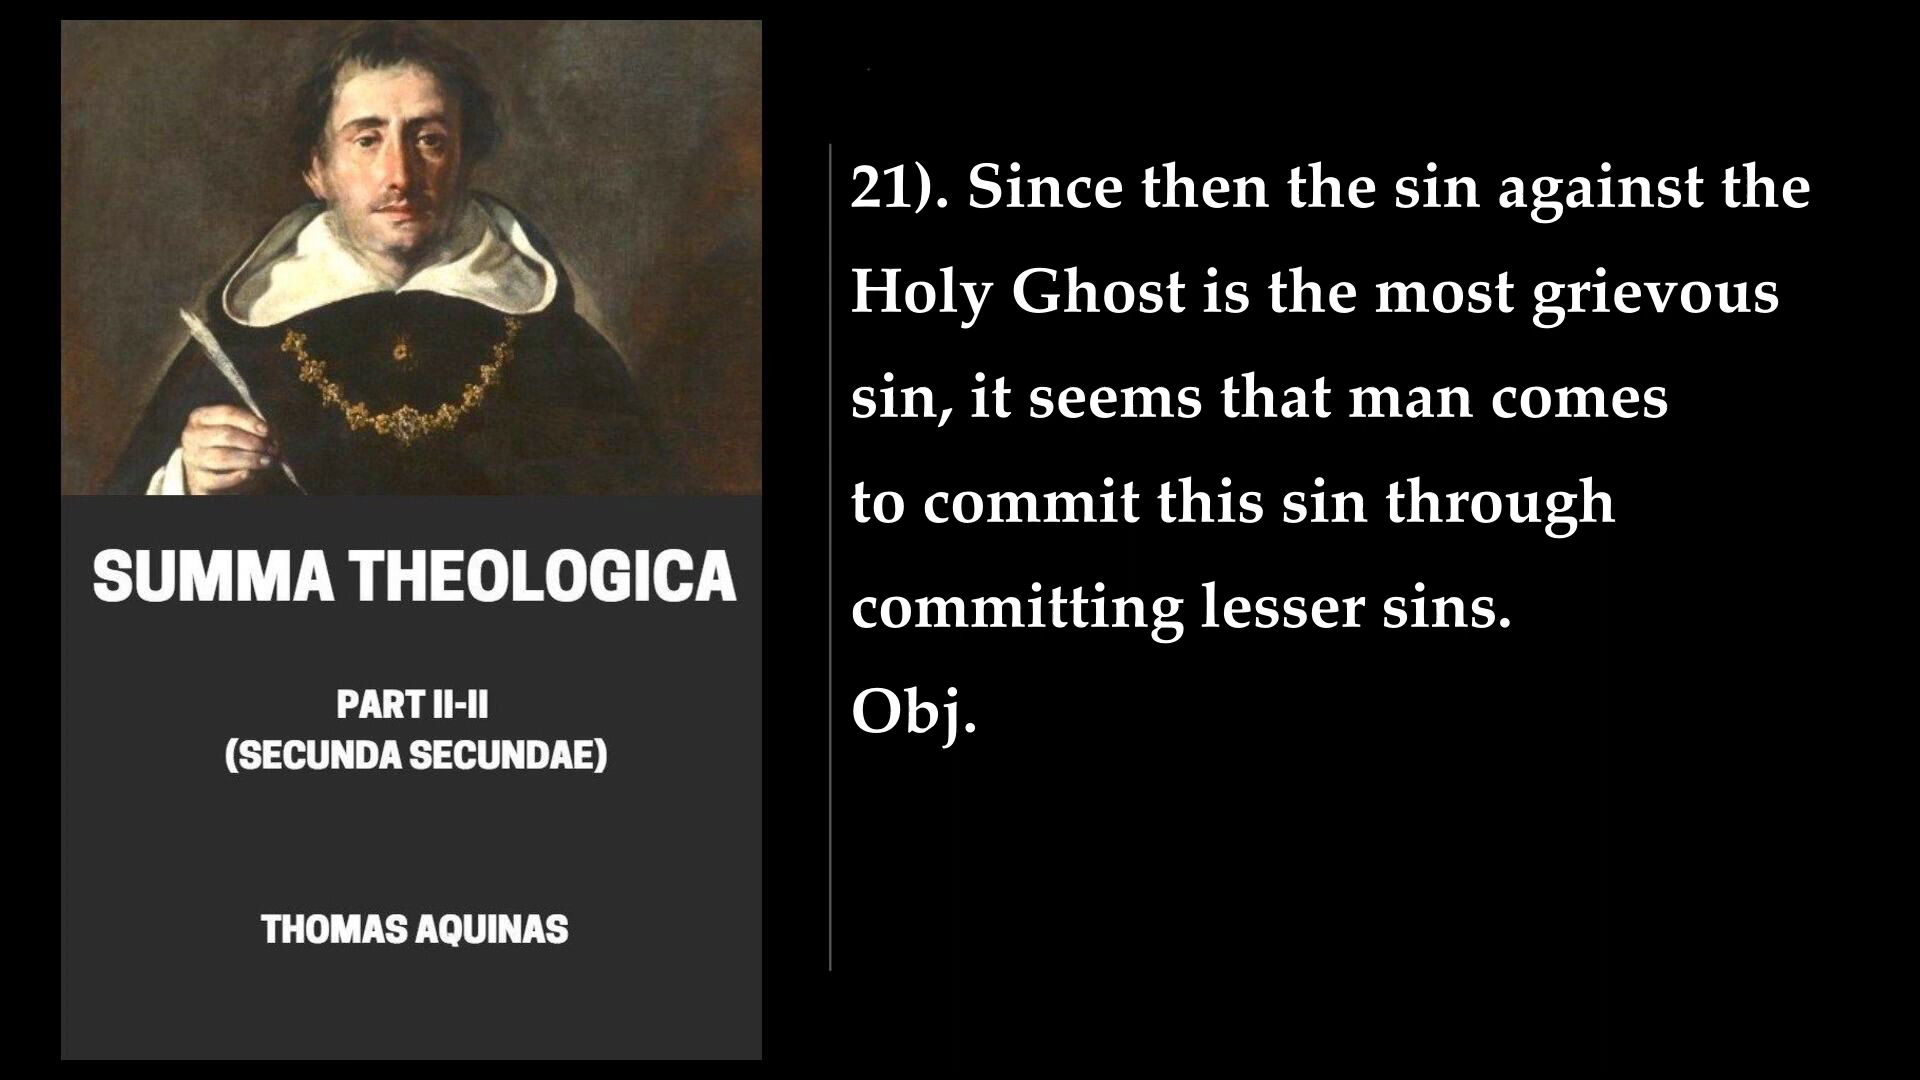 SUMMA THEOLOGICA
PART II-II
(SECUNDA SECUNDAE)
THOMAS AQUINAS
21). Since then the sin against the
Holy Ghost is the most grievous
sin, it seems that man comes
to commit this sin through
committing lesser sins.
Obj.